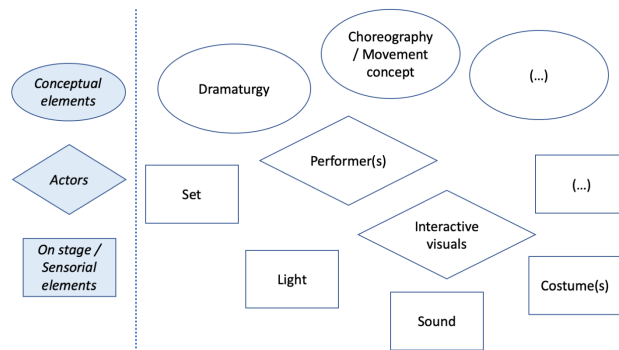 Conceptual
elements
Actors
On stage /
Sensorial
elements
Dramaturgy
Choreography
/ Movement
concept
(...)
Performer(s)
Set
(...)
Interactive
visuals
Light
Costume(s)
Sound